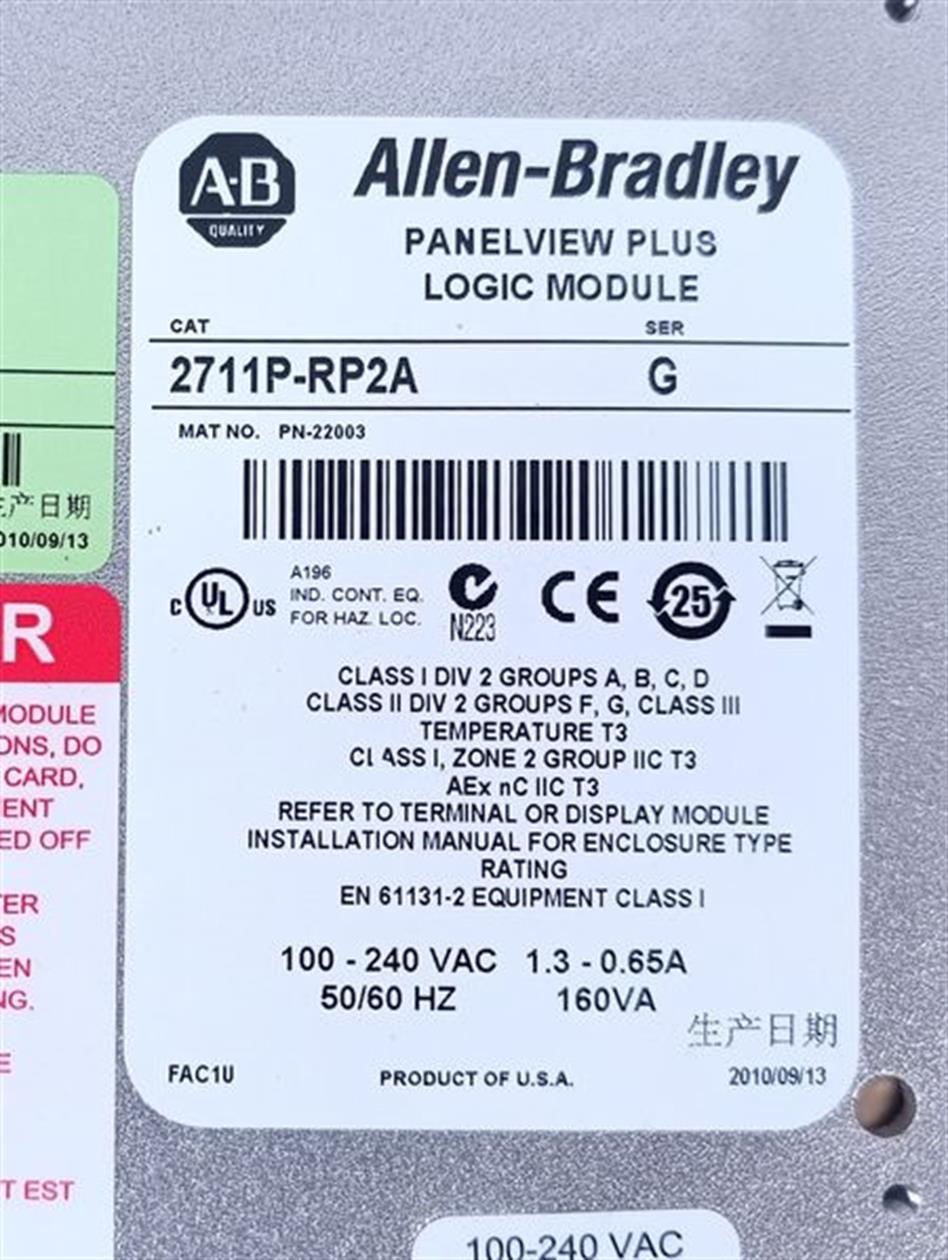 A-B
QUALITY
Allen-Bradley
PANELVIEW PLUS
LOGIC MODULE
CAT SER
2711P-RP2A G
MAT NO. PN-22003
C UL US
A196
IND. CONT. EQ.
FOR HAZ. LOC.
N223
CE
25
CLASS I DIV 2 GROUPS A, B, C, D
CLASS II DIV 2 GROUPS F, G, CLASS III
TEMPERATURE T3
CLASS I, ZONE 2 GROUP IIC T3
AEx nC IIC T3
REFER TO TERMINAL OR DISPLAY MODULE
INSTALLATION MANUAL FOR ENCLOSURE TYPE
RATING
EN 61131-2 EQUIPMENT CLASS I
100 - 240 VAC 1.3 - 0.65A
50/60 HZ 160VA
生产日期
FAC1U PRODUCT OF U.S.A. 2010/09/13
产日期
010/09/13
R
MODULE
ONS, DO
CARD,
ENT
ED OFF
ER
S
EN
NG.
E
T EST
100-240 VAC